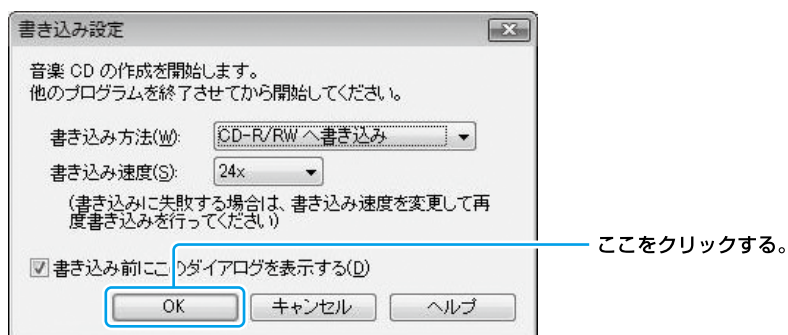 書き込み設定
音楽 CD の作成を開始します。
他のプログラムを終了させてから開始してください。
書き込み方法(W): CD-R/RW へ書き込み
書き込み速度(S): 24x
(書き込みに失敗する場合は、書き込み速度を変更して再
度書き込みを行ってください)
ここをクリックする。
書き込み前にこのダイアログを表示する(D)
OK キャンセル ヘルプ